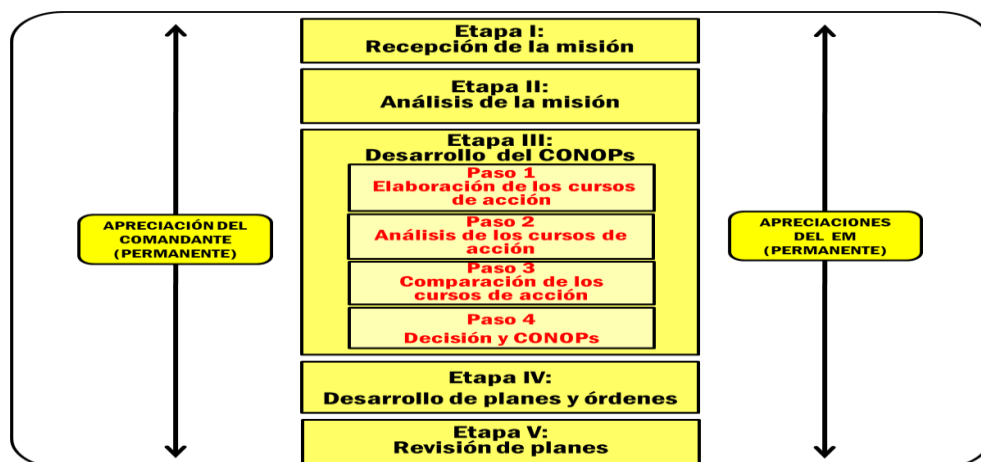 Etapa I:
Recepción de la misión
Etapa II:
Análisis de la misión
Etapa III:
Desarrollo del CONOPs
Paso 1
Elaboración de los cursos
de acción
Paso 2
Análisis de los cursos de
acción
Paso 3
Comparación de los
cursos de acción
Paso 4
Decisión y CONOPs
Etapa IV:
Desarrollo de planes y órdenes
Etapa V:
Revisión de planes
APRECIACIÓN DEL
COMANDANTE
(PERMANENTE)
APRECIACIONES
DEL EM
(PERMANENTE)